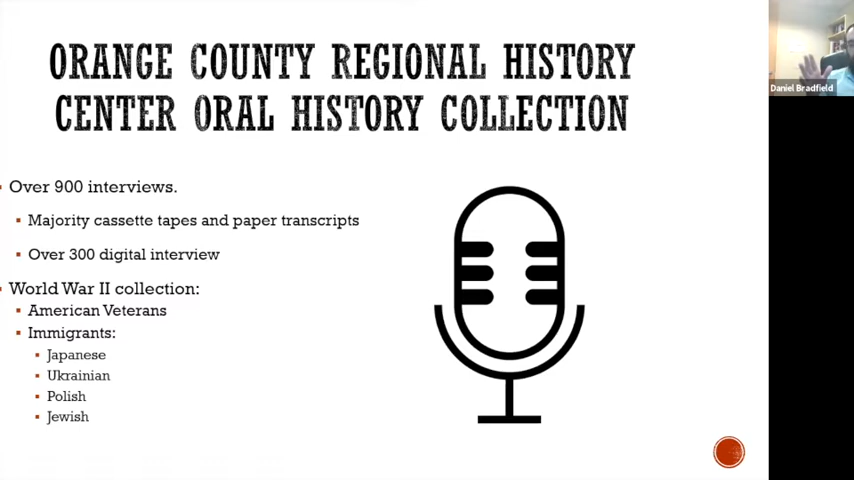 ORANGE COUNTY REGIONAL HISTORY
CENTER ORAL HISTORY COLLECTION
Daniel Bradfield
Over 900 interviews.
Majority cassette tapes and paper transcripts
Over 300 digital interview
World War II collection:
American Veterans
Immigrants:
Japanese
Ukrainian
Polish
Jewish